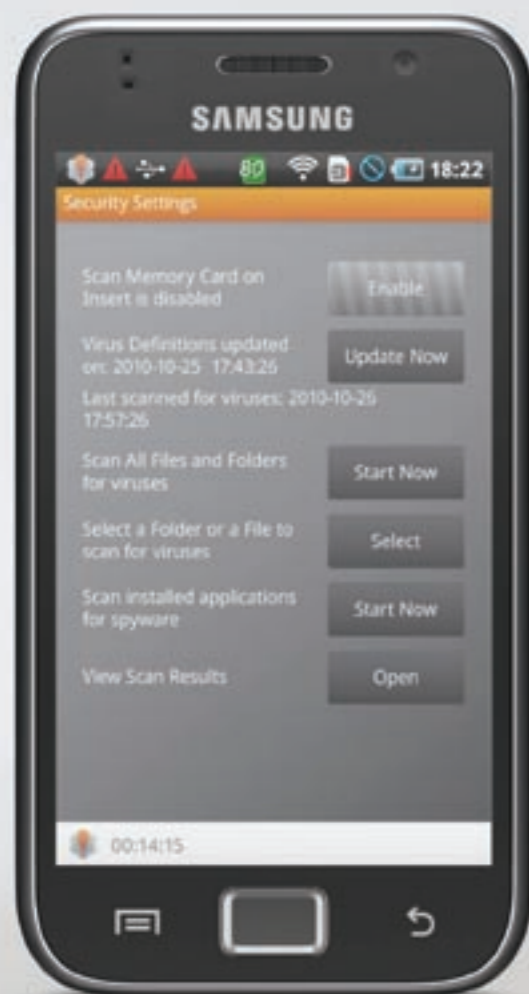 SAMSUNG
80 18:22
Security Settings
Scan Memory Card on
Insert is disabled
Enable
Virus Definitions updated
on: 2010-10-25 17:43:26
Update Now
Last scanned for viruses: 2010-10-26
17:57:26
Scan All Files and Folders
for viruses
Start Now
Select a Folder or a File to
scan for viruses
Select
Scan installed applications
for spyware
Start Now
View Scan Results
Open
00:14:15